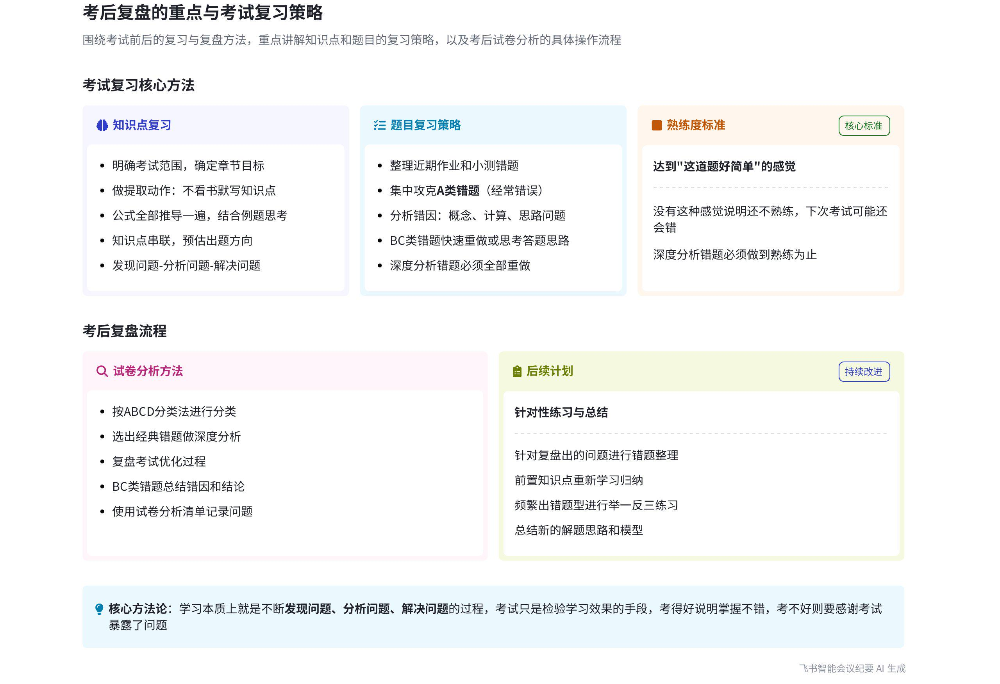 考后复盘的重点与考试复习策略
围绕考试前后的复习与复盘方法，重点讲解知识点和题目的复习策略，以及考后试卷分析的具体操作流程
考试复习核心方法
知识点复习
明确考试范围，确定章节目标
做提取动作：不看书默写知识点
公式全部推导一遍，结合例题思考
知识点串联，预估出题方向
发现问题-分析问题-解决问题
题目复习策略
整理近期作业和小测错题
集中攻克A类错题（经常错误）
分析错因：概念、计算、思路问题
BC类错题快速重做或思考答题思路
深度分析错题必须全部重做
熟练度标准
核心标准
达到"这道题好简单"的感觉
没有这种感觉说明还不熟练，下次考试可能还
会错
深度分析错题必须做到熟练为止
考后复盘流程
试卷分析方法
按ABCD分类法进行分类
选出经典错题做深度分析
复盘考试优化过程
BC类错题总结错因和结论
使用试卷分析清单记录问题
后续计划
持续改进
针对性练习与总结
针对复盘出的问题进行错题整理
前置知识点重新学习归纳
频繁出错题型进行举一反三练习
总结新的解题思路和模型
核心方法论：学习本质上就是不断发现问题、分析问题、解决问题的过程，考试只是检验学习效果的手段，考得好说明掌握不错，考不好则要感谢考试
暴露了问题
飞书智能会议纪要 AI 生成